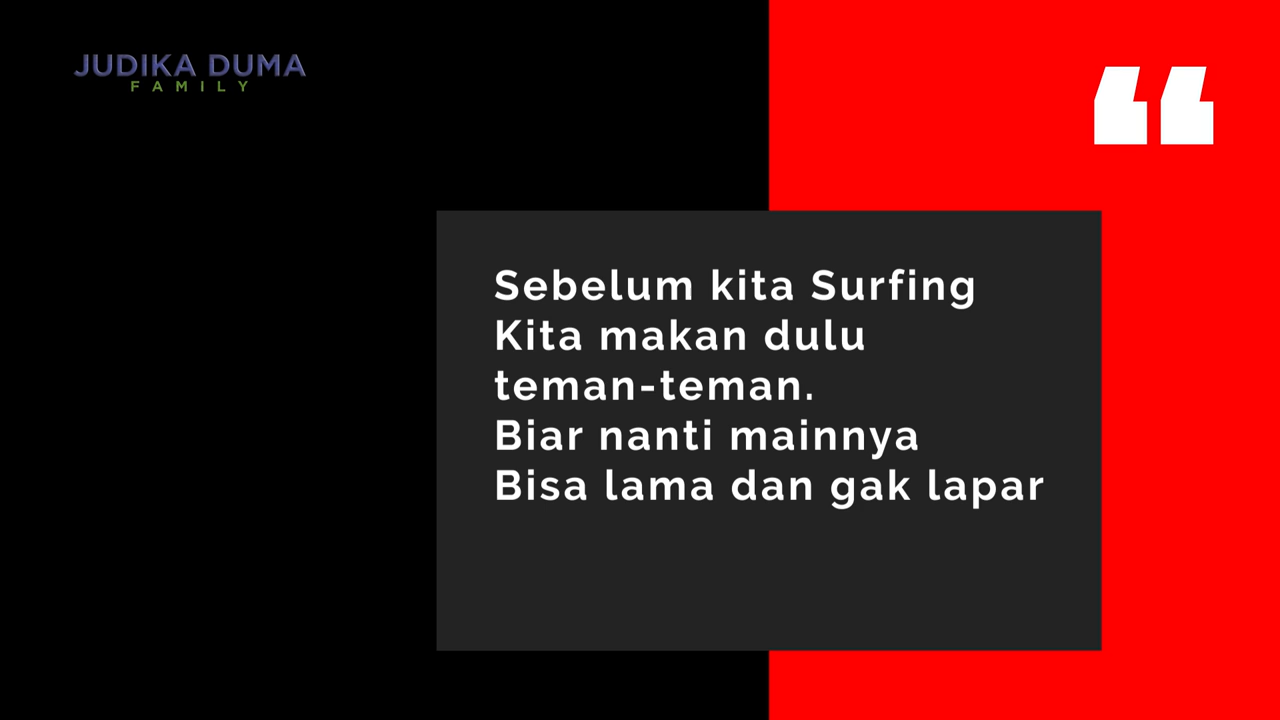 JUDIKA DUMA
FAMILY
“
Sebelum kita Surfing
Kita makan dulu
teman-teman.
Biar nanti mainnya
Bisa lama dan gak lapar